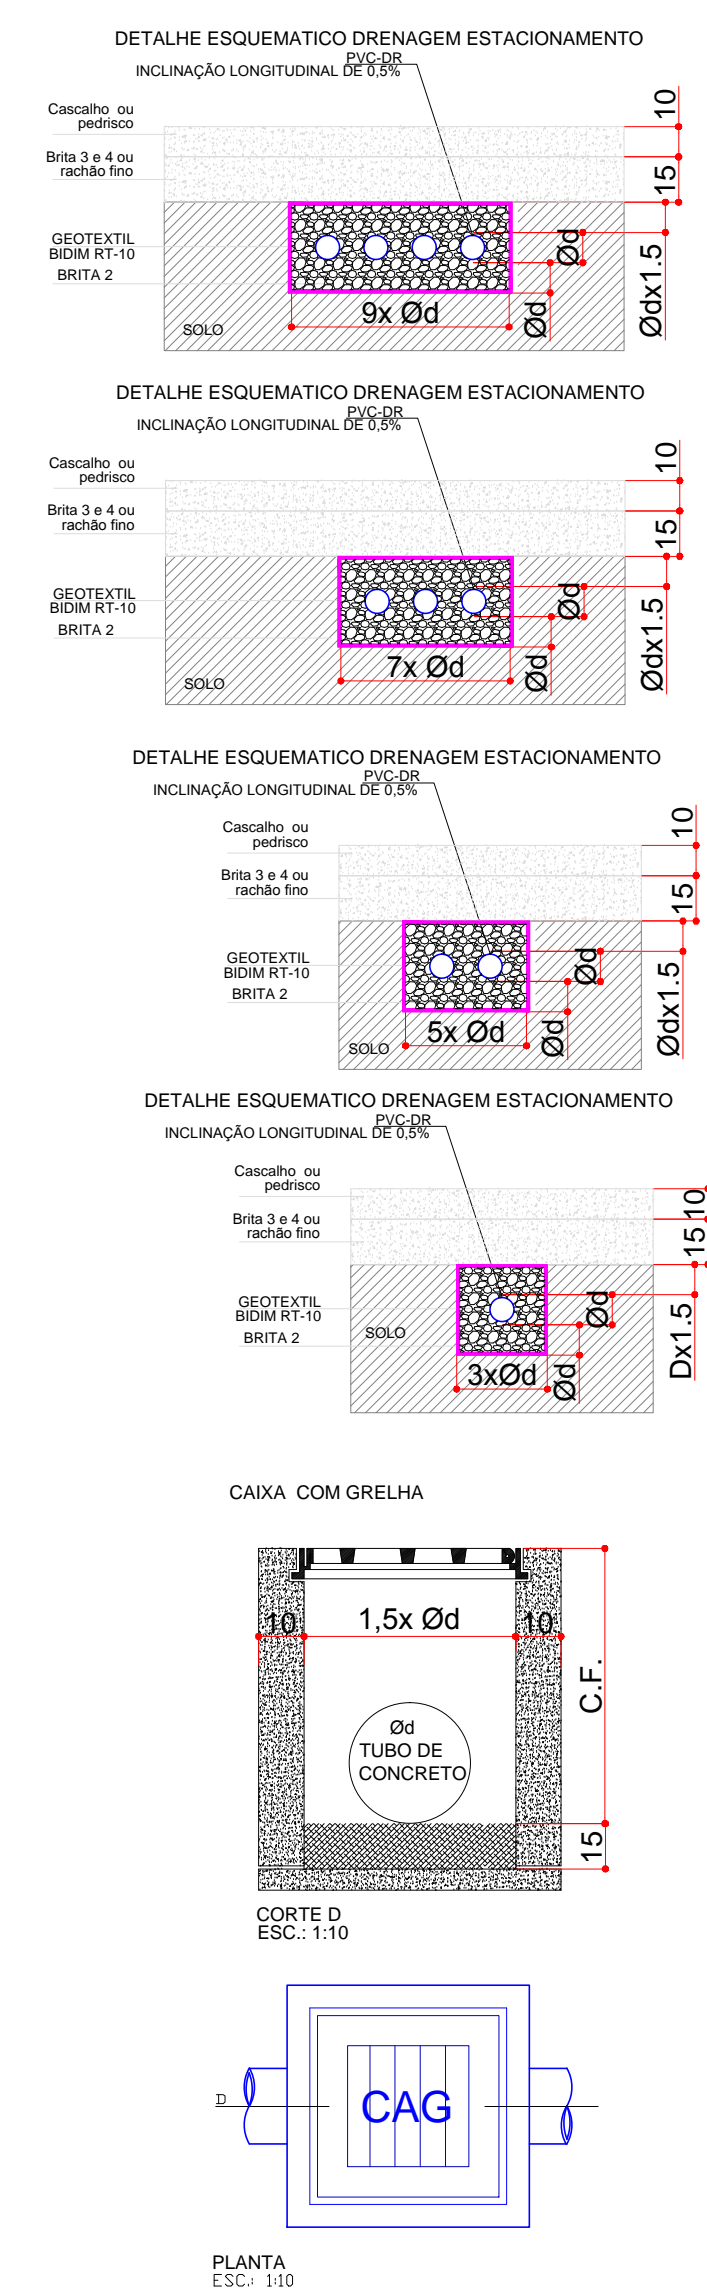 DETALHE ESQUEMATICO DRENAGEM ESTACIONAMENTO
PVC-DR
INCLINAÇÃO LONGITUDINAL DE 0,5%
Cascalho ou
pedrisco
Brita 3 e 4 ou
rachão fino
GEOTEXTIL
BIDIM RT-10
BRITA 2
SOLO
9x Ød
Ød
Ød
Ødx1.5
15
10
DETALHE ESQUEMATICO DRENAGEM ESTACIONAMENTO
PVC-DR
INCLINAÇÃO LONGITUDINAL DE 0,5%
Cascalho ou
pedrisco
Brita 3 e 4 ou
rachão fino
GEOTEXTIL
BIDIM RT-10
BRITA 2
SOLO
7x Ød
Ød
Ød
Ødx1.5
15
10
DETALHE ESQUEMATICO DRENAGEM ESTACIONAMENTO
PVC-DR
INCLINAÇÃO LONGITUDINAL DE 0,5%
Cascalho ou
pedrisco
Brita 3 e 4 ou
rachão fino
GEOTEXTIL
BIDIM RT-10
BRITA 2
SOLO
5x Ød
Ød
Ød
Ødx1.5
15
10
DETALHE ESQUEMATICO DRENAGEM ESTACIONAMENTO
PVC-DR
INCLINAÇÃO LONGITUDINAL DE 0,5%
Cascalho ou
pedrisco
Brita 3 e 4 ou
rachão fino
GEOTEXTIL
BIDIM RT-10
BRITA 2
SOLO
3xØd
Ød
Ød
Dx1.5
15
10
CAIXA COM GRELHA
10
1,5x Ød
10
C.F.
Ød
TUBO DE
CONCRETO
15
CORTE D
ESC.: 1:10
D
CAG
PLANTA
ESC.: 1:10